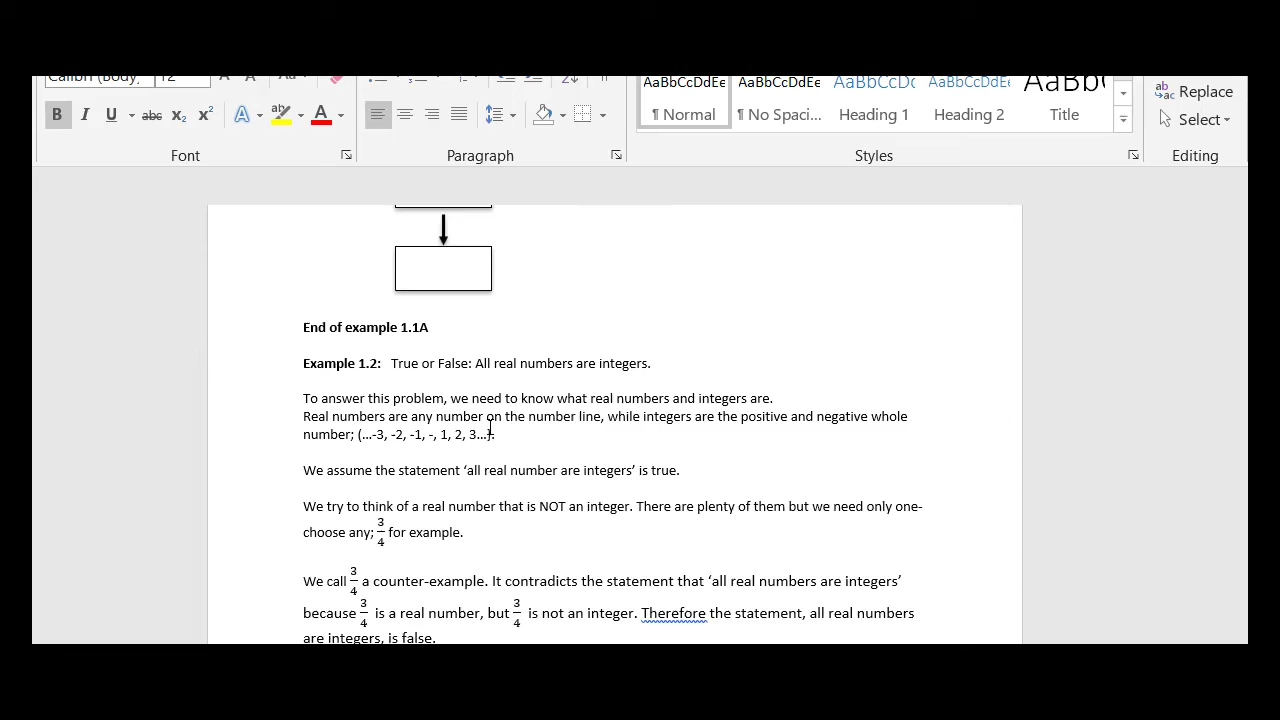 Calibri (Body) 12
B I U abc x₂ x² A A
Replace
Select
AaBbCcDdEe AaBbCcDdEe AaBbCcDc AaBbCcDdEe AaBb(
¶ Normal ¶ No Spaci... Heading 1 Heading 2 Title
Font Paragraph Styles Editing
End of example 1.1A
Example 1.2: True or False: All real numbers are integers.
To answer this problem, we need to know what real numbers and integers are.
Real numbers are any number on the number line, while integers are the positive and negative whole
number; (...-3, -2, -1, -, 1, 2, 3...}.
We assume the statement ‘all real number are integers’ is true.
We try to think of a real number that is NOT an integer. There are plenty of them but we need only one-
choose any; 3/4 for example.
We call 3/4 a counter-example. It contradicts the statement that ‘all real numbers are integers’
because 3/4 is a real number, but 3/4 is not an integer. Therefore the statement, all real numbers
are integers, is false.